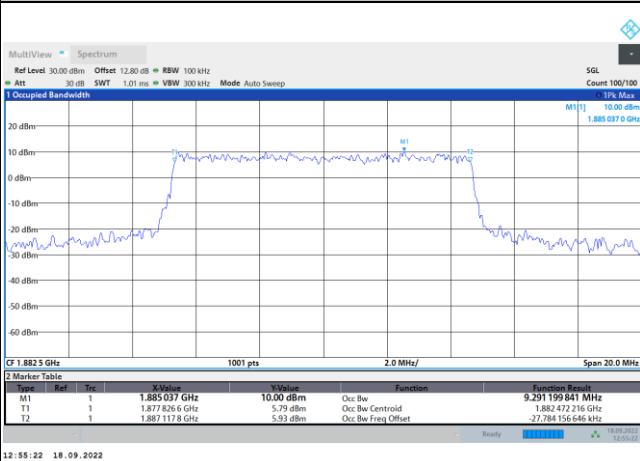 MultiView Spectrum
Ref Level 30.00 dBm Offset 12.80 dB RBW 100 kHz SGL
Att 30 dB SWT 1.01 ms VBW 300 kHz Mode Auto Sweep Count 100/100
1 Occupied Bandwidth 1Pk Max
M1[1] 10.00 dBm
1.885 037 0 GHz
20 dBm
M1
T1 T2
10 dBm
0 dBm
-10 dBm
-20 dBm
-30 dBm
-40 dBm
-50 dBm
-60 dBm
CF 1.882 5 GHz 1001 pts 2.0 MHz/ Span 20.0 MHz
2 Marker Table
Type Ref Trc X-Value Y-Value Function Function Result
M1 1 1.885 037 GHz 10.00 dBm Occ Bw 9.291 199 841 MHz
T1 1 1.877 826 6 GHz 5.79 dBm Occ Bw Centroid 1.882 472 216 GHz
T2 1 1.887 117 8 GHz 5.93 dBm Occ Bw Freq Offset -27.784 156 646 kHz
Ready 18.09.2022
12:55:22
12:55:22 18.09.2022